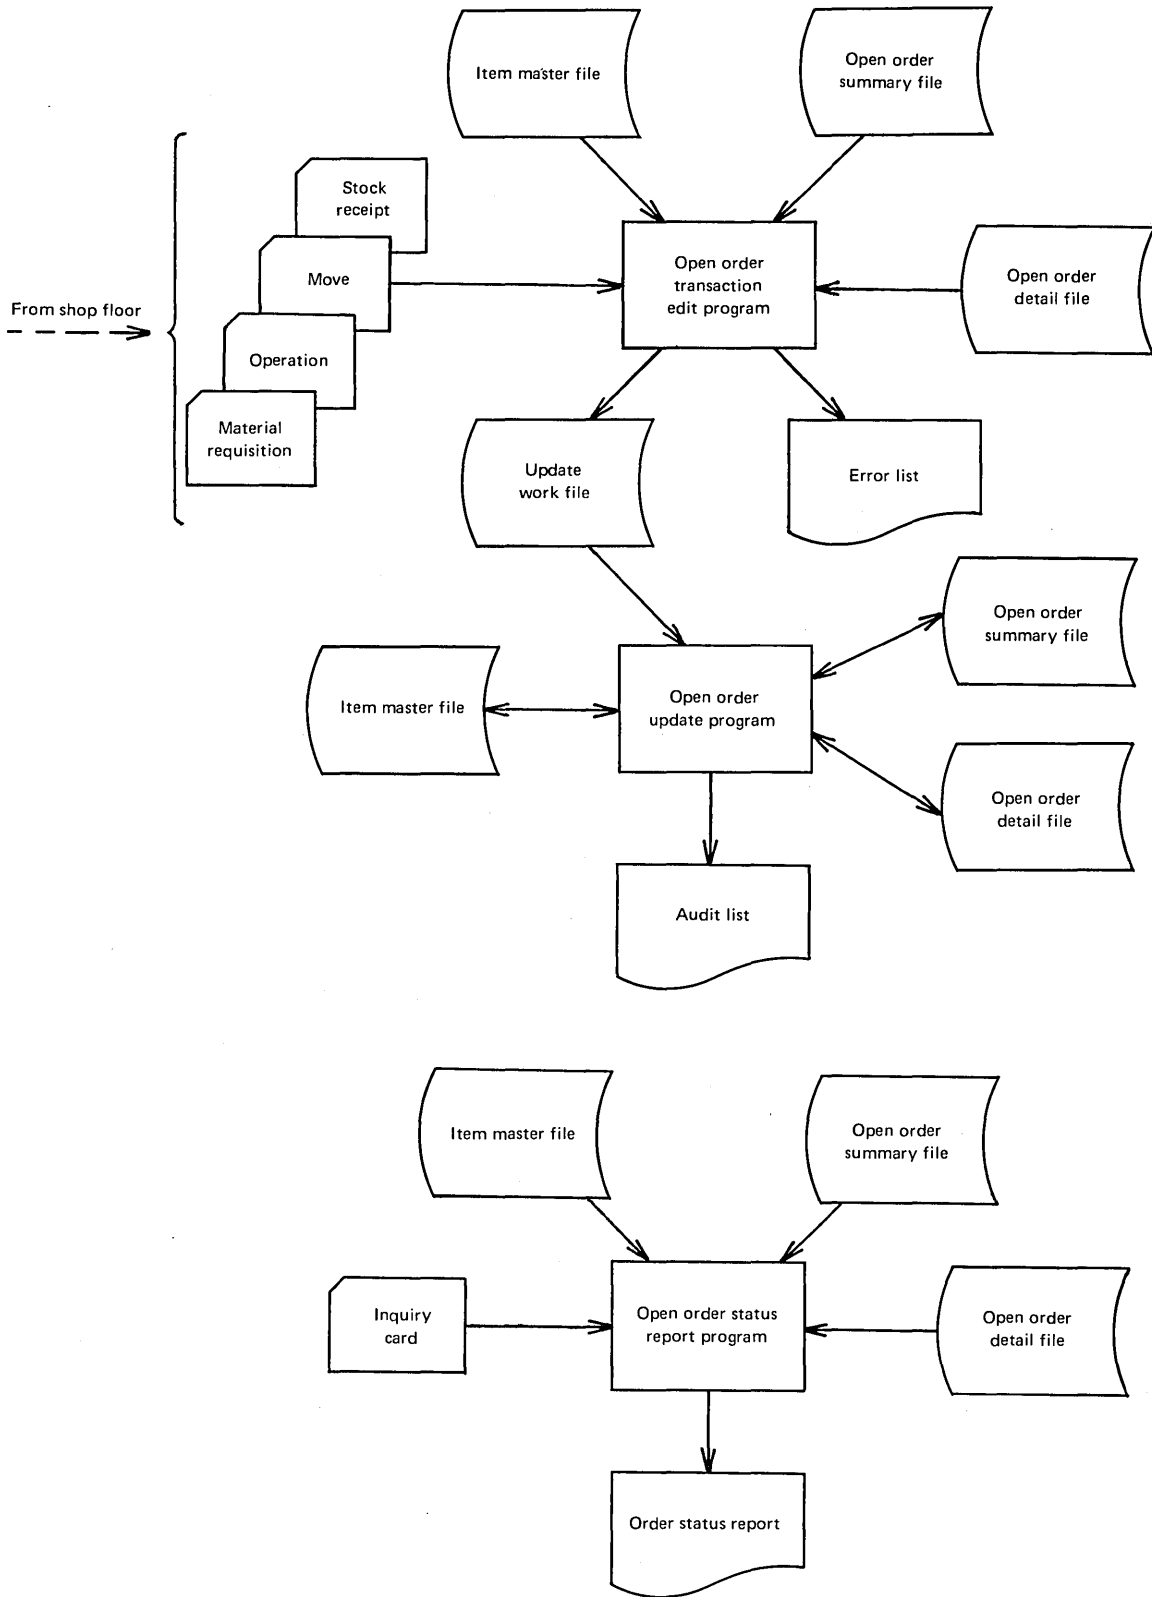 Item master file
Open order
summary file
Stock
receipt
Move
Operation
Material
requisition
From shop floor
Open order
transaction
edit program
Open order
detail file
Update
work file
Error list
Open order
summary file
Item master file
Open order
update program
Open order
detail file
Audit list
Item master file
Open order
summary file
Inquiry
card
Open order status
report program
Open order
detail file
Order status report